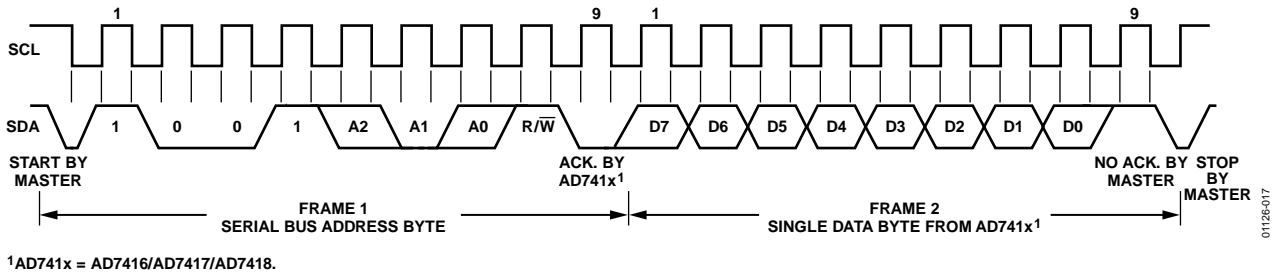 1 9 1 9
SCL
SDA 1 0 0 1 A2 A1 A0 R/W D7 D6 D5 D4 D3 D2 D1 D0
START BY
MASTER
ACK. BY
AD741x1
NO ACK. BY
MASTER
STOP
BY
MASTER
FRAME 1
SERIAL BUS ADDRESS BYTE
FRAME 2
SINGLE DATA BYTE FROM AD741x1
01126-017
1AD741x = AD7416/AD7417/AD7418.